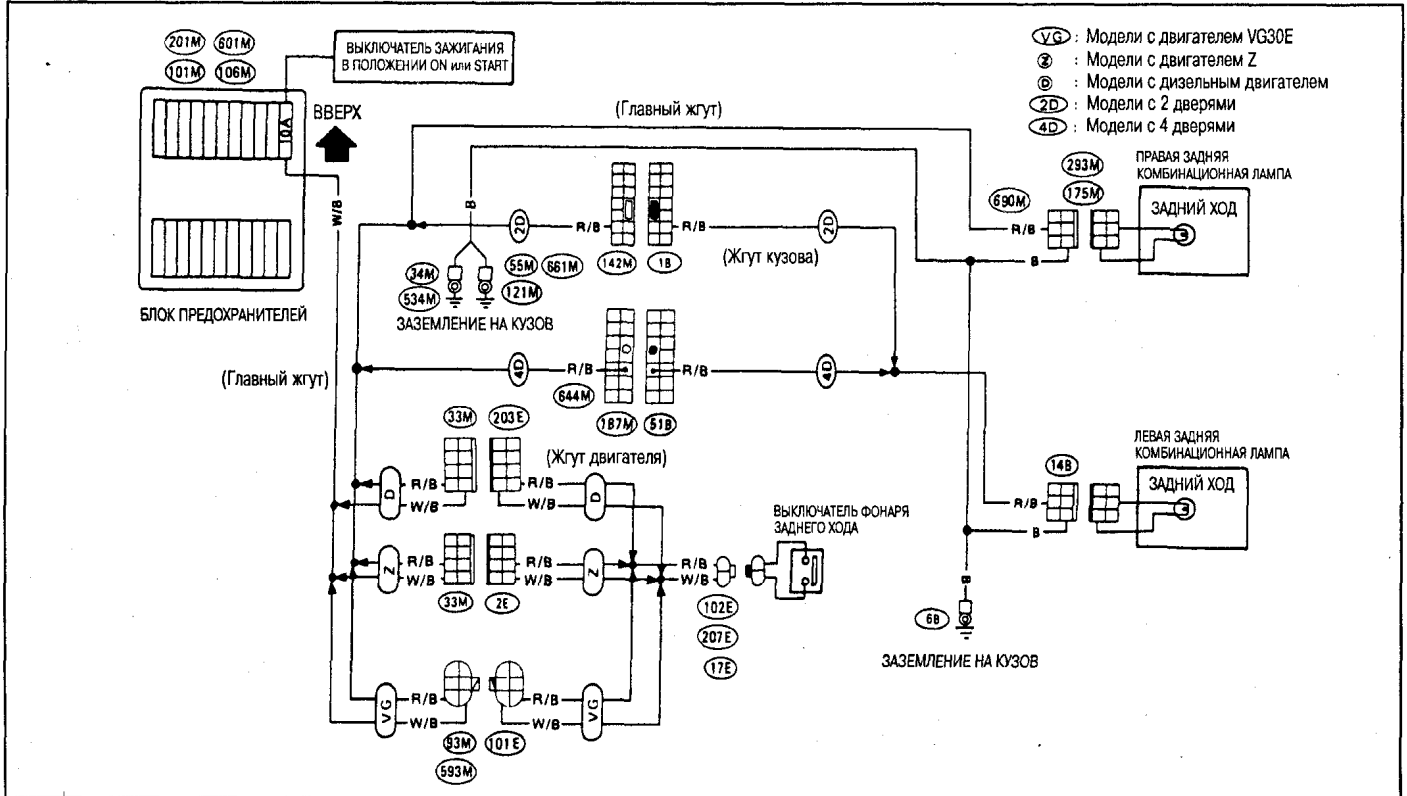 201M 601M
101M 106M
ВЫКЛЮЧАТЕЛЬ ЗАЖИГАНИЯ
В ПОЛОЖЕНИИ ON или START
10A
ВВЕРХ
W/B
БЛОК ПРЕДОХРАНИТЕЛЕЙ
(Главный жгут)
VG : Модели с двигателем VG30E
Z : Модели с двигателем Z
D : Модели с дизельным двигателем
2D : Модели с 2 дверями
4D : Модели с 4 дверями
(Главный жгут)
B
2D
R/B
R/B
2D
142M
1B
(Жгут кузова)
34M
534M
55M 661M
121M
ЗАЗЕМЛЕНИЕ НА КУЗОВ
4D
R/B
R/B
4D
644M
187M
51B
ПРАВАЯ ЗАДНЯЯ
КОМБИНАЦИОННАЯ ЛАМПА
293M
175M
690M
R/B
B
ЗАДНИЙ ХОД
33M 203E
(Жгут двигателя)
D
R/B
W/B
R/B
W/B
D
Z
R/B
W/B
R/B
W/B
Z
33M
2E
VG
R/B
W/B
R/B
W/B
VG
93M
593M
101E
ВЫКЛЮЧАТЕЛЬ ФОНАРЯ
ЗАДНЕГО ХОДА
R/B
W/B
102E
207E
17E
ЛЕВАЯ ЗАДНЯЯ
КОМБИНАЦИОННАЯ ЛАМПА
14B
R/B
B
ЗАДНИЙ ХОД
B
6B
ЗАЗЕМЛЕНИЕ НА КУЗОВ